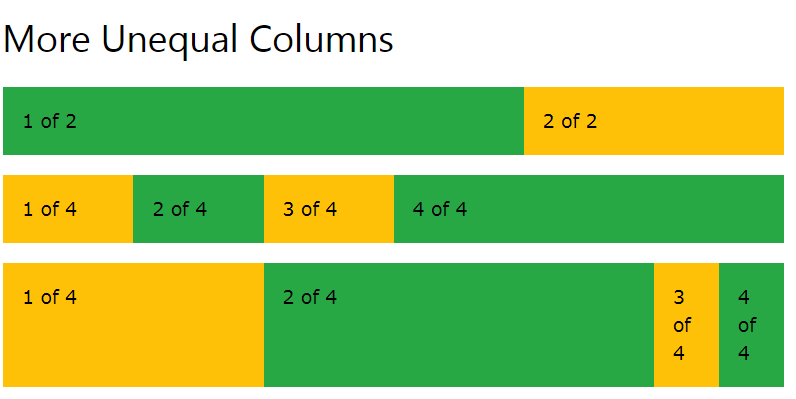 More Unequal Columns
1 of 2
2 of 2
1 of 4
2 of 4
3 of 4
4 of 4
1 of 4
2 of 4
3
of
4
4
of
4